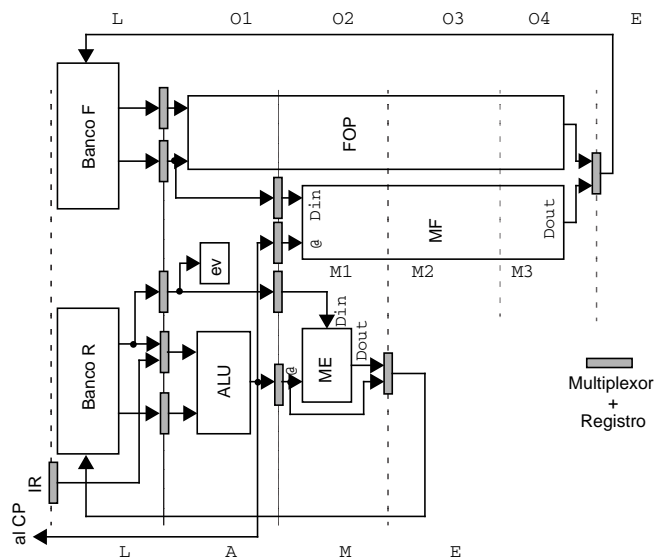 L O1 O2 O3 O4 E
Banco F
FOP
Din
@
MF
Dout
M1 M2 M3
ev
Din
Banco R
ALU
@
ME
Dout
Multiplexor
+
Registro
IR
al CP
L A M E